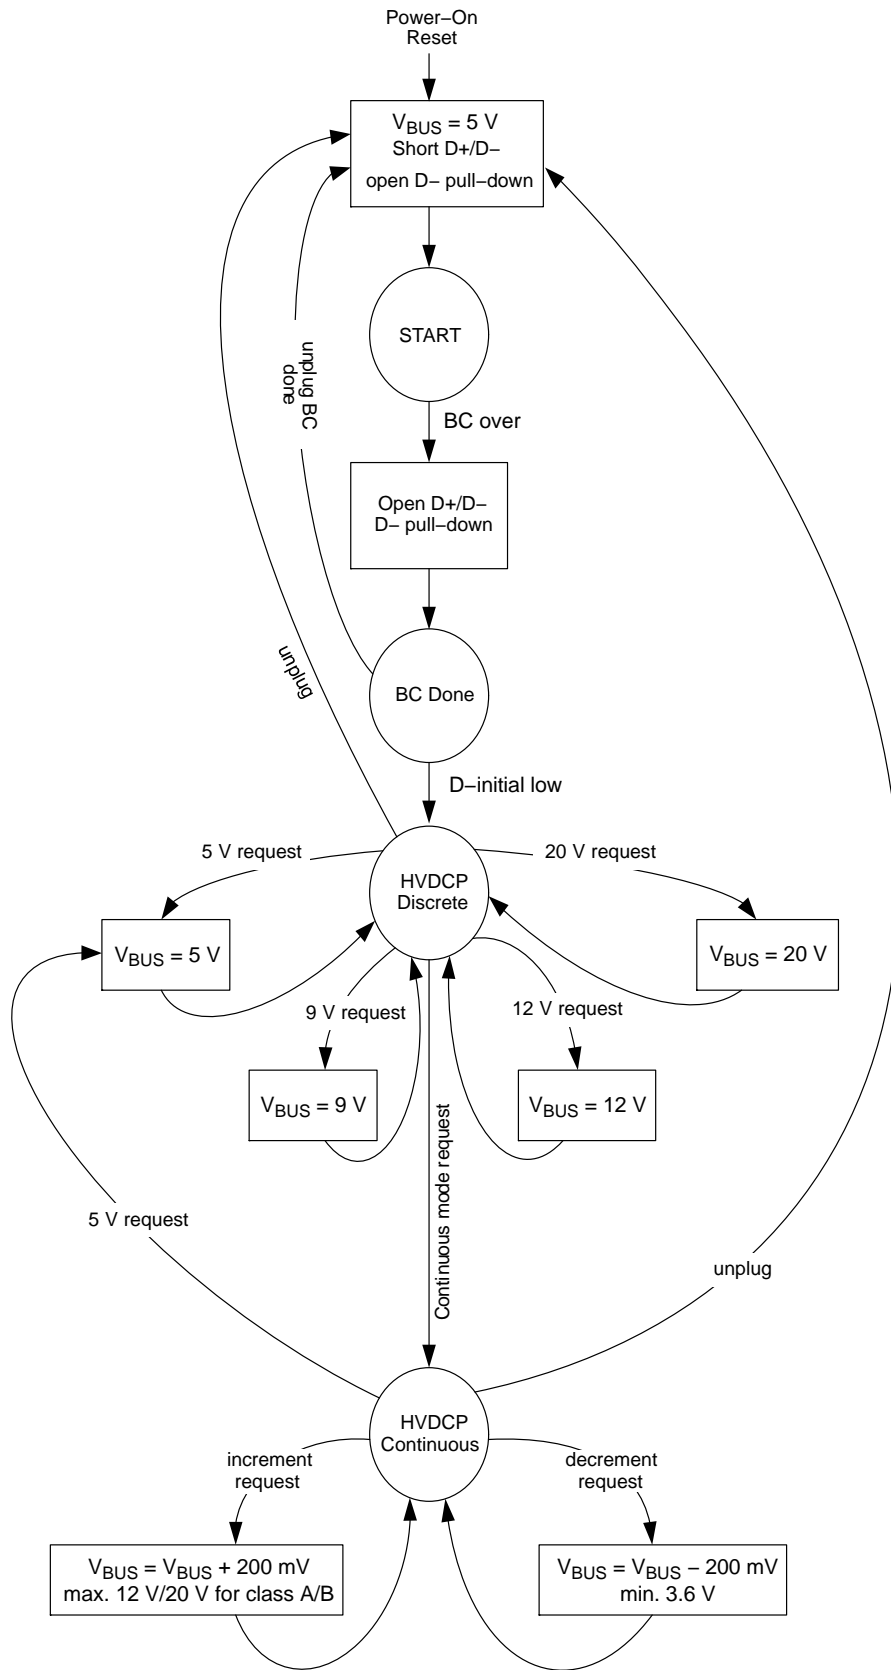 Power–On
Reset
VBUS = 5 V
Short D+/D–
open D– pull–down
START
unplug BC
done
BC over
Open D+/D–
D– pull–down
unplug
BC Done
D–initial low
5 V request
HVDCP
Discrete
20 V request
VBUS = 5 V
VBUS = 20 V
9 V request
12 V request
VBUS = 9 V
VBUS = 12 V
Continuous mode request
5 V request
unplug
HVDCP
Continuous
increment
request
decrement
request
VBUS = VBUS + 200 mV
max. 12 V/20 V for class A/B
VBUS = VBUS – 200 mV
min. 3.6 V